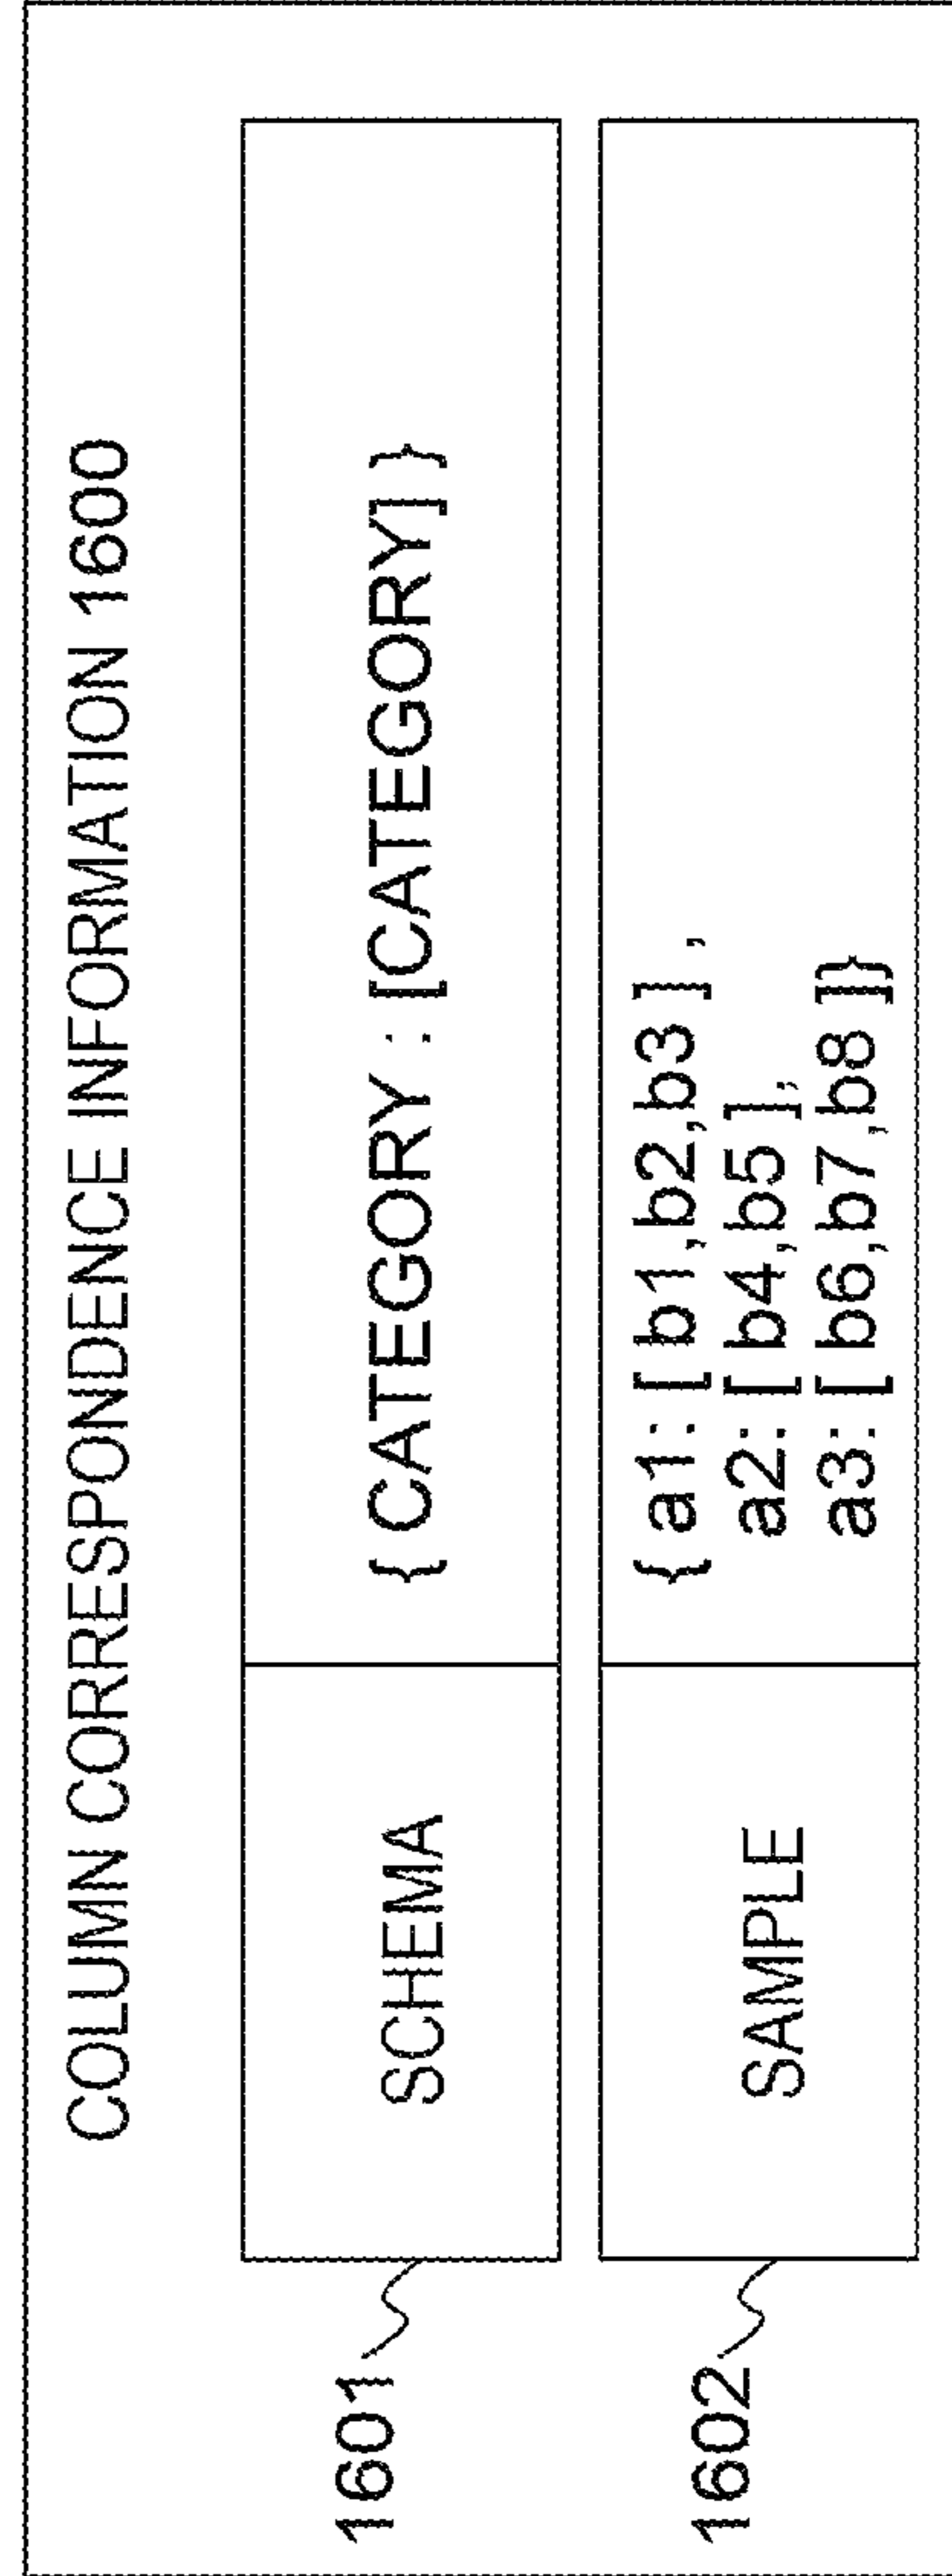 COLUMN CORRESPONDENCE INFORMATION 1600
1601
SCHEMA
{ CATEGORY : [CATEGORY] }
1602
SAMPLE
{ a1: [ b1,b2,b3 ] ,
a2: [ b4,b5 ],
a3: [ b6,b7,b8 ]}